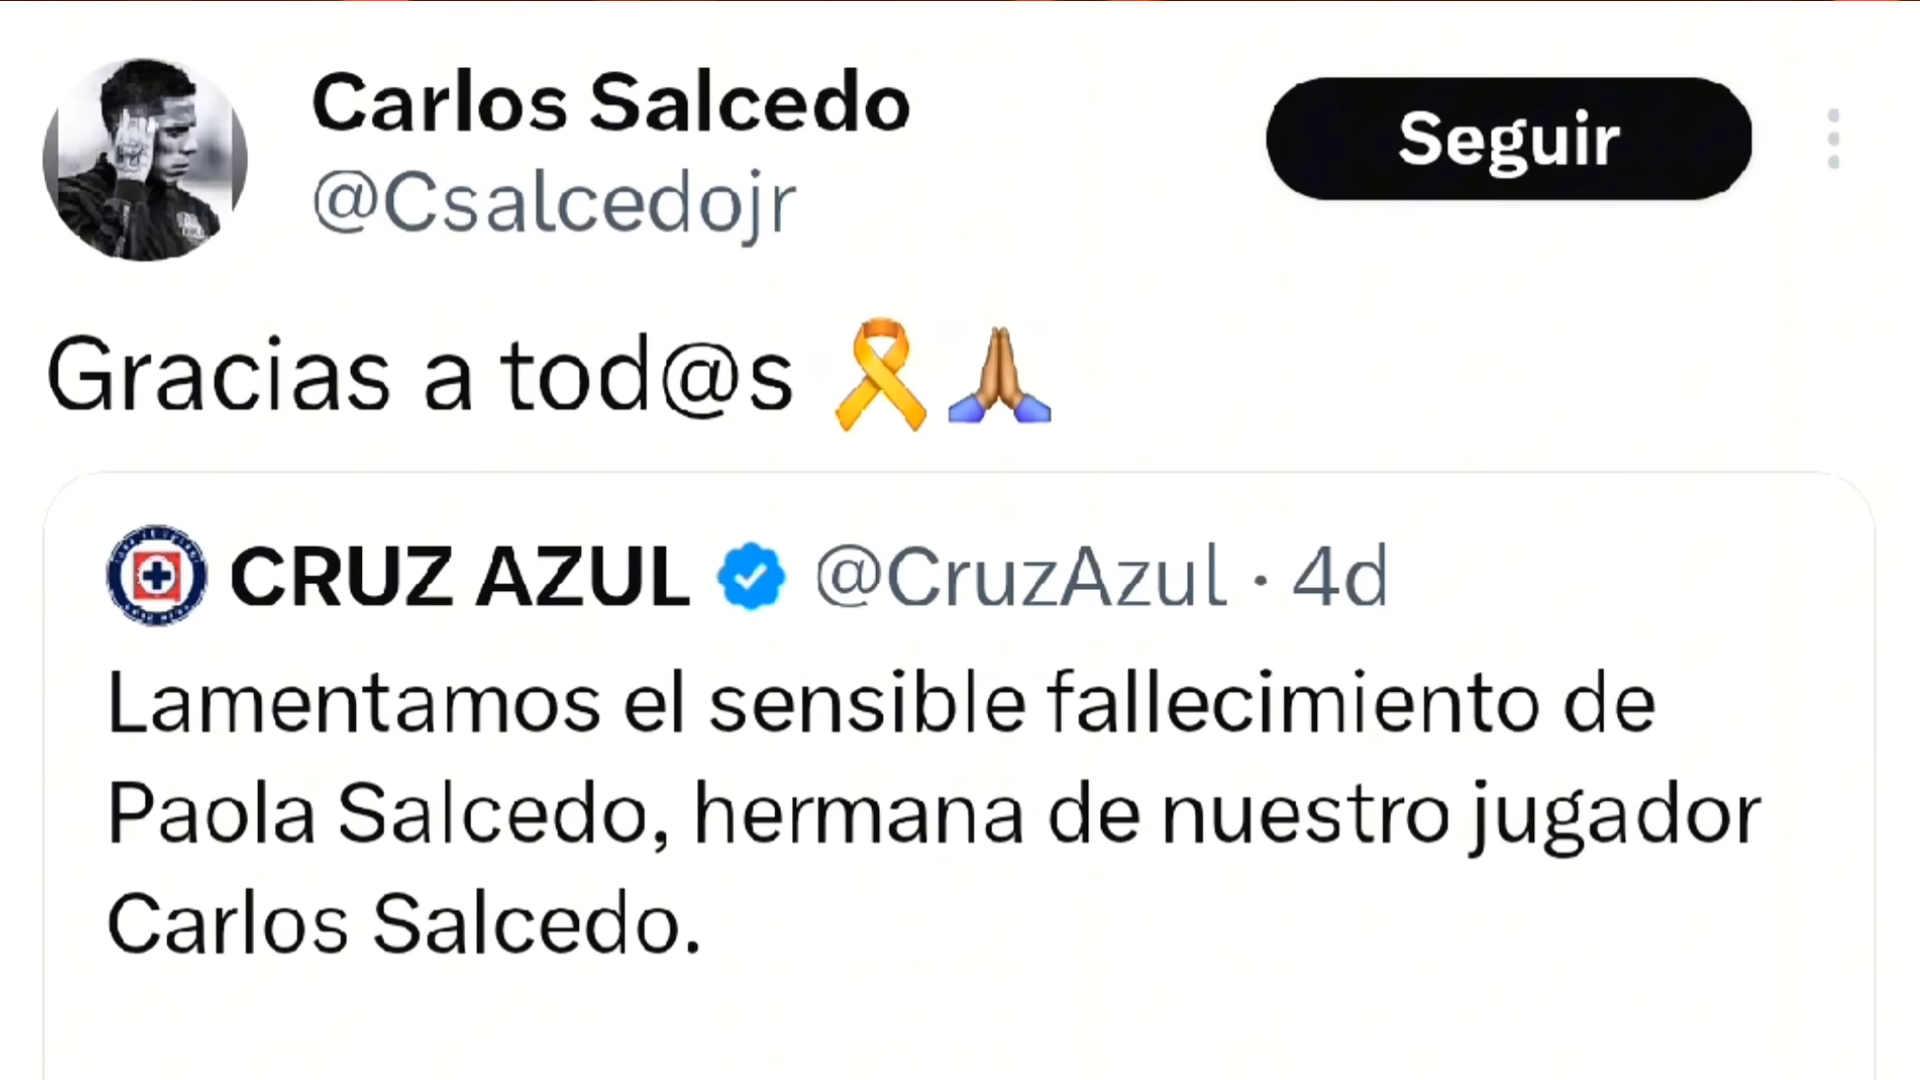 Carlos Salcedo
@Csalcedojr
Seguir
Gracias a tod@s 🎗️🙏🏽
CRUZ AZUL @CruzAzul · 4d
Lamentamos el sensible fallecimiento de
Paola Salcedo, hermana de nuestro jugador
Carlos Salcedo.